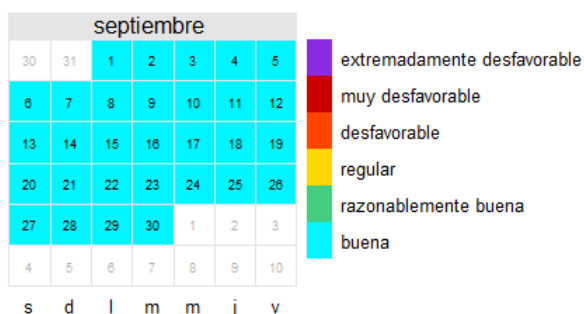 septiembre
30 31 1 2 3 4 5
6 7 8 9 10 11 12
13 14 15 16 17 18 19
20 21 22 23 24 25 26
27 28 29 30 1 2 3
4 5 6 7 8 9 10
s d l m m j v
extremadamente desfavorable
muy desfavorable
desfavorable
regular
razonablemente buena
buena